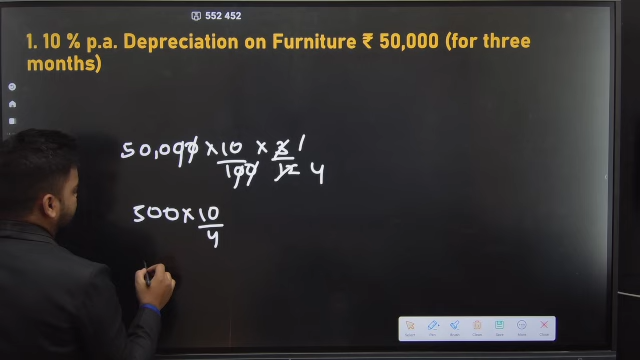 552 452
1. 10 % p.a. Depreciation on Furniture ₹ 50,000 (for three
months)
50,000 × 10/100 × 3/12 1 4
500 × 10/4